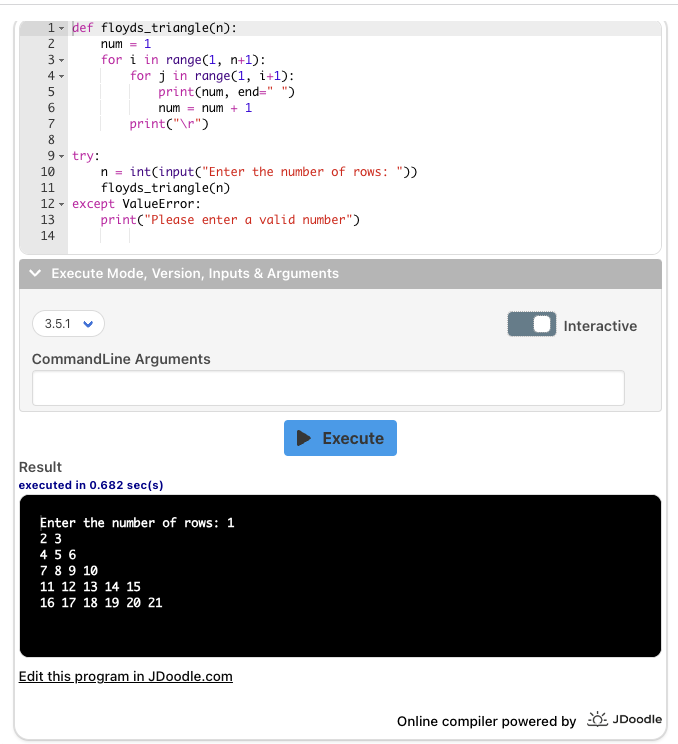 1 def floyds_triangle(n):
2     num = 1
3     for i in range(1, n+1):
4         for j in range(1, i+1):
5             print(num, end=" ")
6             num = num + 1
7         print("\r")
8
9 try:
10     n = int(input("Enter the number of rows: "))
11     floyds_triangle(n)
12 except ValueError:
13     print("Please enter a valid number")
14
Execute Mode, Version, Inputs & Arguments
3.5.1
Interactive
CommandLine Arguments
Execute
Result
executed in 0.682 sec(s)
Enter the number of rows: 1
2 3
4 5 6
7 8 9 10
11 12 13 14 15
16 17 18 19 20 21
Edit this program in JDoodle.com
Online compiler powered by JDoodle